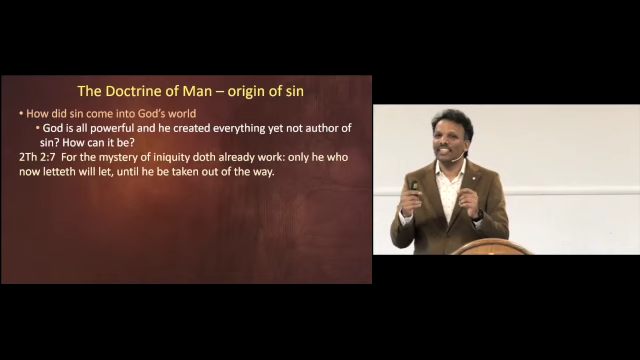 The Doctrine of Man – origin of sin
• How did sin come into God's world
• God is all powerful and he created everything yet not author of
sin? How can it be?
2Th 2:7 For the mystery of iniquity doth already work: only he who
now letteth will let, until he be taken out of the way.